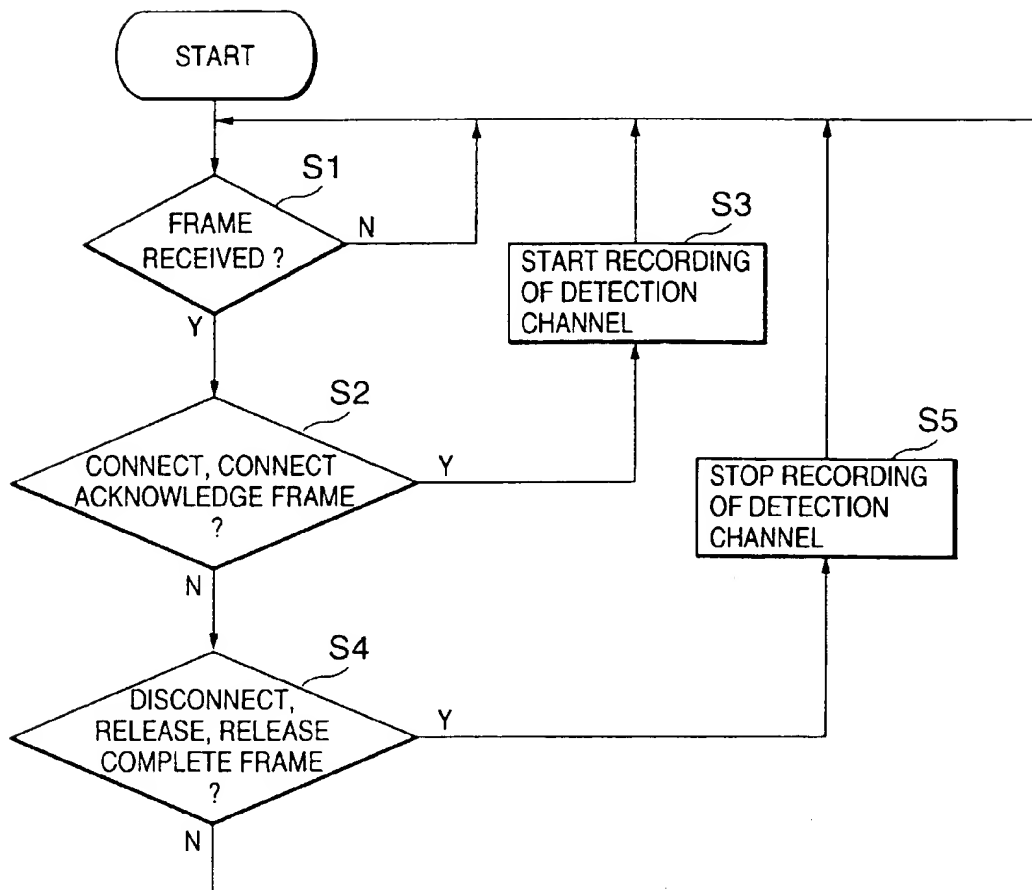 START
S1
FRAME
RECEIVED ?
N
Y
S3
START RECORDING
OF DETECTION
CHANNEL
S2
CONNECT, CONNECT
ACKNOWLEDGE FRAME
?
Y
N
S5
STOP RECORDING
OF DETECTION
CHANNEL
S4
DISCONNECT,
RELEASE, RELEASE
COMPLETE FRAME
?
Y
N